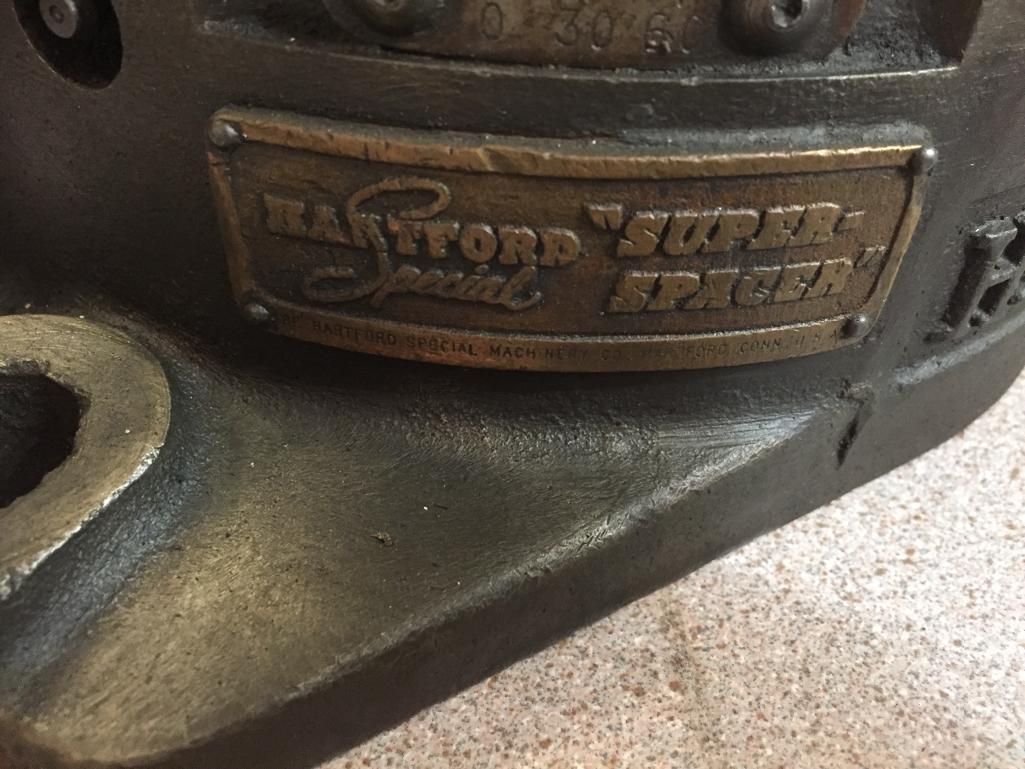 0 30 60
HARTFORD
Special
"SUPER-
SPACER"
HARTFORD SPECIAL MACHINERY CO. HARTFORD, CONN. U.S.A.
H